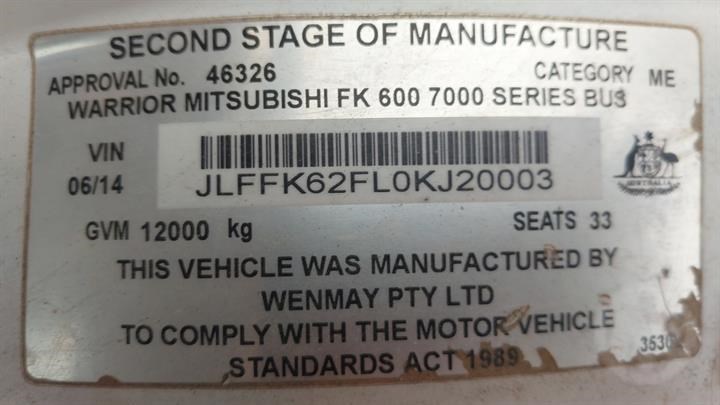 SECOND STAGE OF MANUFACTURE
APPROVAL No. 46326 CATEGORY ME
WARRIOR MITSUBISHI FK 600 7000 SERIES BUS
VIN
06/14 JLFFK62FL0KJ20003
AUSTRALIA
GVM 12000 kg SEATS 33
THIS VEHICLE WAS MANUFACTURED BY
WENMAY PTY LTD
TO COMPLY WITH THE MOTOR VEHICLE
STANDARDS ACT 1989